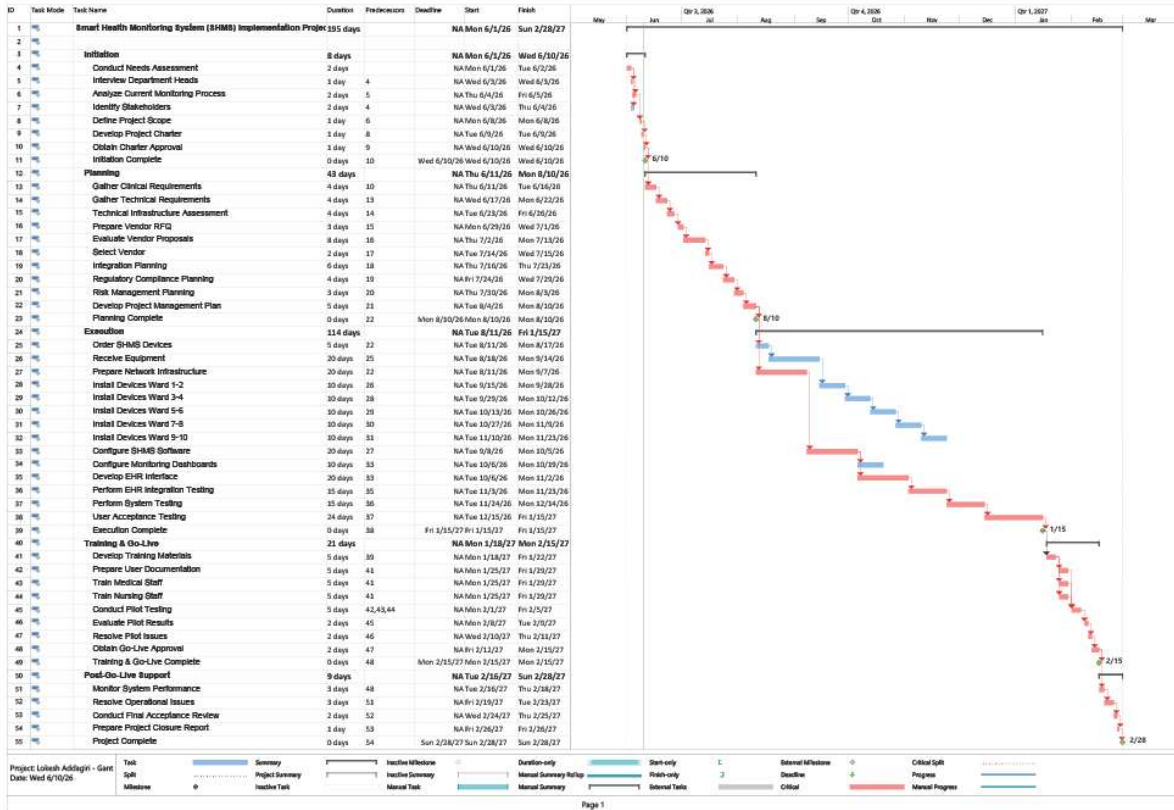 ID Task Mode Task Name Duration Predecessors Deadline Start Finish
Qtr 3, 2026 Qtr 4, 2026 Qtr 1, 2027
May Jun Jul Aug Sep Oct Nov Dec Jan Feb Mar
1 Smart Health Monitoring System (SHMS) Implementation Projec 195 days NA Mon 6/1/26 Sun 2/28/27
2
3 Initiation 8 days NA Mon 6/1/26 Wed 6/10/26
4 Conduct Needs Assessment 2 days NA Mon 6/1/26 Tue 6/2/26
5 Interview Department Heads 1 day 4 NA Wed 6/3/26 Wed 6/3/26
6 Analyze Current Monitoring Process 2 days 5 NA Thu 6/4/26 Fri 6/5/26
7 Identify Stakeholders 2 days 4 NA Wed 6/3/26 Thu 6/4/26
8 Define Project Scope 1 day 6 NA Mon 6/8/26 Mon 6/8/26
9 Develop Project Charter 1 day 8 NA Tue 6/9/26 Tue 6/9/26
10 Obtain Charter Approval 1 day 9 NA Wed 6/10/26 Wed 6/10/26
11 Initiation Complete 0 days 10 Wed 6/10/26 Wed 6/10/26 Wed 6/10/26 6/10
12 Planning 43 days NA Thu 6/11/26 Mon 8/10/26
13 Gather Clinical Requirements 4 days 10 NA Thu 6/11/26 Tue 6/16/26
14 Gather Technical Requirements 4 days 13 NA Wed 6/17/26 Mon 6/22/26
15 Technical Infrastructure Assessment 4 days 14 NA Tue 6/23/26 Fri 6/26/26
16 Prepare Vendor RFQ 3 days 15 NA Mon 6/29/26 Wed 7/1/26
17 Evaluate Vendor Proposals 8 days 16 NA Thu 7/2/26 Mon 7/13/26
18 Select Vendor 2 days 17 NA Tue 7/14/26 Wed 7/15/26
19 Integration Planning 6 days 18 NA Thu 7/16/26 Thu 7/23/26
20 Regulatory Compliance Planning 4 days 19 NA Fri 7/24/26 Wed 7/29/26
21 Risk Management Planning 3 days 20 NA Thu 7/30/26 Mon 8/3/26
22 Develop Project Management Plan 5 days 21 NA Tue 8/4/26 Mon 8/10/26
23 Planning Complete 0 days 22 Mon 8/10/26 Mon 8/10/26 Mon 8/10/26 8/10
24 Execution 114 days NA Tue 8/11/26 Fri 1/15/27
25 Order SHMS Devices 5 days 22 NA Tue 8/11/26 Mon 8/17/26
26 Receive Equipment 20 days 25 NA Tue 8/18/26 Mon 9/14/26
27 Prepare Network Infrastructure 20 days 22 NA Tue 8/11/26 Mon 9/7/26
28 Install Devices Ward 1-2 10 days 26 NA Tue 9/15/26 Mon 9/28/26
29 Install Devices Ward 3-4 10 days 28 NA Tue 9/29/26 Mon 10/12/26
30 Install Devices Ward 5-6 10 days 29 NA Tue 10/13/26 Mon 10/26/26
31 Install Devices Ward 7-8 10 days 30 NA Tue 10/27/26 Mon 11/9/26
32 Install Devices Ward 9-10 10 days 31 NA Tue 11/10/26 Mon 11/23/26
33 Configure SHMS Software 20 days 27 NA Tue 9/8/26 Mon 10/5/26
34 Configure Monitoring Dashboards 10 days 33 NA Tue 10/6/26 Mon 10/19/26
35 Develop EHR Interface 20 days 33 NA Tue 10/6/26 Mon 11/2/26
36 Perform EHR Integration Testing 15 days 35 NA Tue 11/3/26 Mon 11/23/26
37 Perform System Testing 15 days 36 NA Tue 11/24/26 Mon 12/14/26
38 User Acceptance Testing 24 days 37 NA Tue 12/15/26 Fri 1/15/27
39 Execution Complete 0 days 38 Fri 1/15/27 Fri 1/15/27 Fri 1/15/27 1/15
40 Training & Go-Live 21 days NA Mon 1/18/27 Mon 2/15/27
41 Develop Training Materials 5 days 39 NA Mon 1/18/27 Fri 1/22/27
42 Prepare User Documentation 5 days 41 NA Mon 1/25/27 Fri 1/29/27
43 Train Medical Staff 5 days 41 NA Mon 1/25/27 Fri 1/29/27
44 Train Nursing Staff 5 days 41 NA Mon 1/25/27 Fri 1/29/27
45 Conduct Pilot Testing 5 days 42,43,44 NA Mon 2/1/27 Fri 2/5/27
46 Evaluate Pilot Results 2 days 45 NA Mon 2/8/27 Tue 2/9/27
47 Resolve Pilot Issues 2 days 46 NA Wed 2/10/27 Thu 2/11/27
48 Obtain Go-Live Approval 2 days 47 NA Fri 2/12/27 Mon 2/15/27
49 Training & Go-Live Complete 0 days 48 Mon 2/15/27 Mon 2/15/27 Mon 2/15/27 2/15
50 Post-Go-Live Support 9 days NA Tue 2/16/27 Sun 2/28/27
51 Monitor System Performance 3 days 48 NA Tue 2/16/27 Thu 2/18/27
52 Resolve Operational Issues 3 days 51 NA Fri 2/19/27 Tue 2/23/27
53 Conduct Final Acceptance Review 2 days 52 NA Wed 2/24/27 Thu 2/25/27
54 Prepare Project Closure Report 1 day 53 NA Fri 2/26/27 Fri 2/26/27
55 Project Complete 0 days 54 Sun 2/28/27 Sun 2/28/27 Sun 2/28/27 2/28
Project: Lokesh Addagiri - Gant
Date: Wed 6/10/26
Task Summary Inactive Milestone Duration-only Start-only External Milestone Critical Split
Split Project Summary Inactive Summary Manual Summary Rollup Finish-only Deadline Progress
Milestone Inactive Task Manual Task Manual Summary External Tasks Critical Manual Progress
Page 1